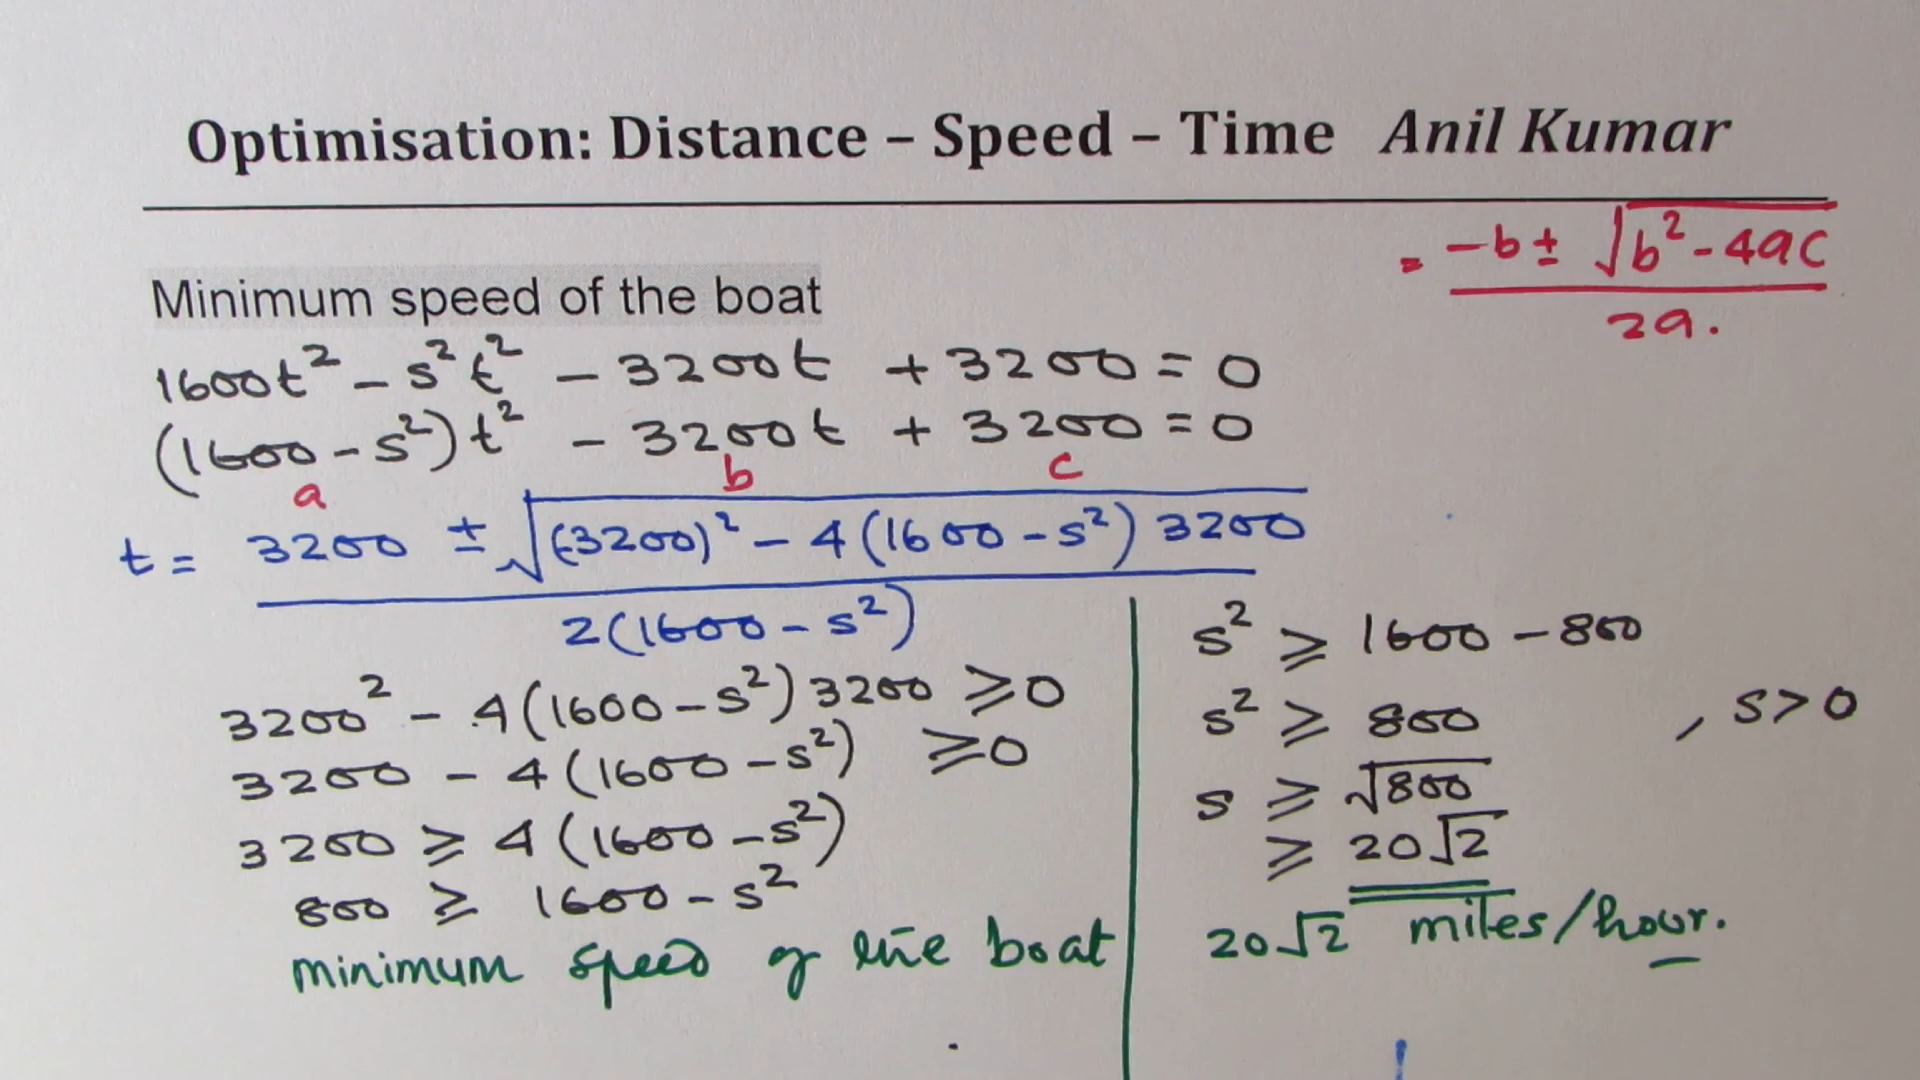 Optimisation: Distance – Speed – Time Anil Kumar
= -b ± √(b² - 4ac)
2a.
Minimum speed of the boat
1600t² - s²t² - 3200t + 3200 = 0
(1600 - s²)t² - 3200t + 3200 = 0
a b c
t = 3200 ± √((-3200)² - 4(1600 - s²) 3200
2(1600 - s²)
3200² - 4(1600 - s²) 3200 ≥ 0
3200 - 4(1600 - s²) ≥ 0
3200 ≥ 4(1600 - s²)
800 ≥ 1600 - s²
minimum speed of the boat
s² ≥ 1600 - 800
s² ≥ 800 , s > 0
s ≥ √800
≥ 20√2
20√2 miles/hour.